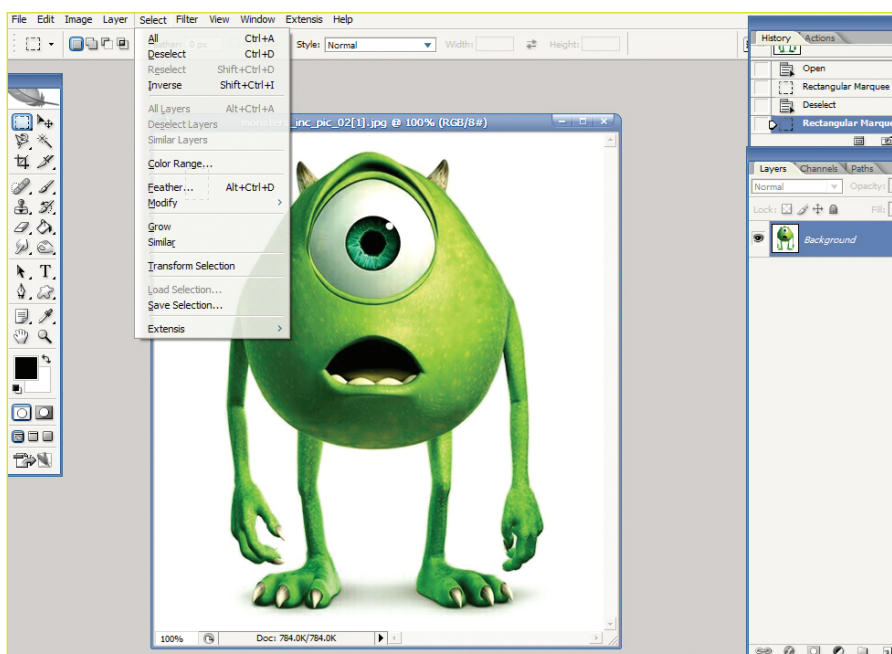 File Edit Image Layer Select Filter View Window Extensis Help
Style: Normal Width: Height:
All Ctrl+A
Deselect Ctrl+D
Reselect Shift+Ctrl+D
Inverse Shift+Ctrl+I
All Layers Alt+Ctrl+A
Deselect Layers
Similar Layers
Color Range...
Feather... Alt+Ctrl+D
Modify
Grow
Similar
Transform Selection
Load Selection...
Save Selection...
Extensis
_inc_pic_02[1].jpg @ 100% (RGB/8#)
100% Doc: 784.0K/784.0K
T
History Actions
Open
Rectangular Marquee
Deselect
Rectangular Marque
Layers Channels Paths
Normal Opacity:
Lock: Fill:
Background